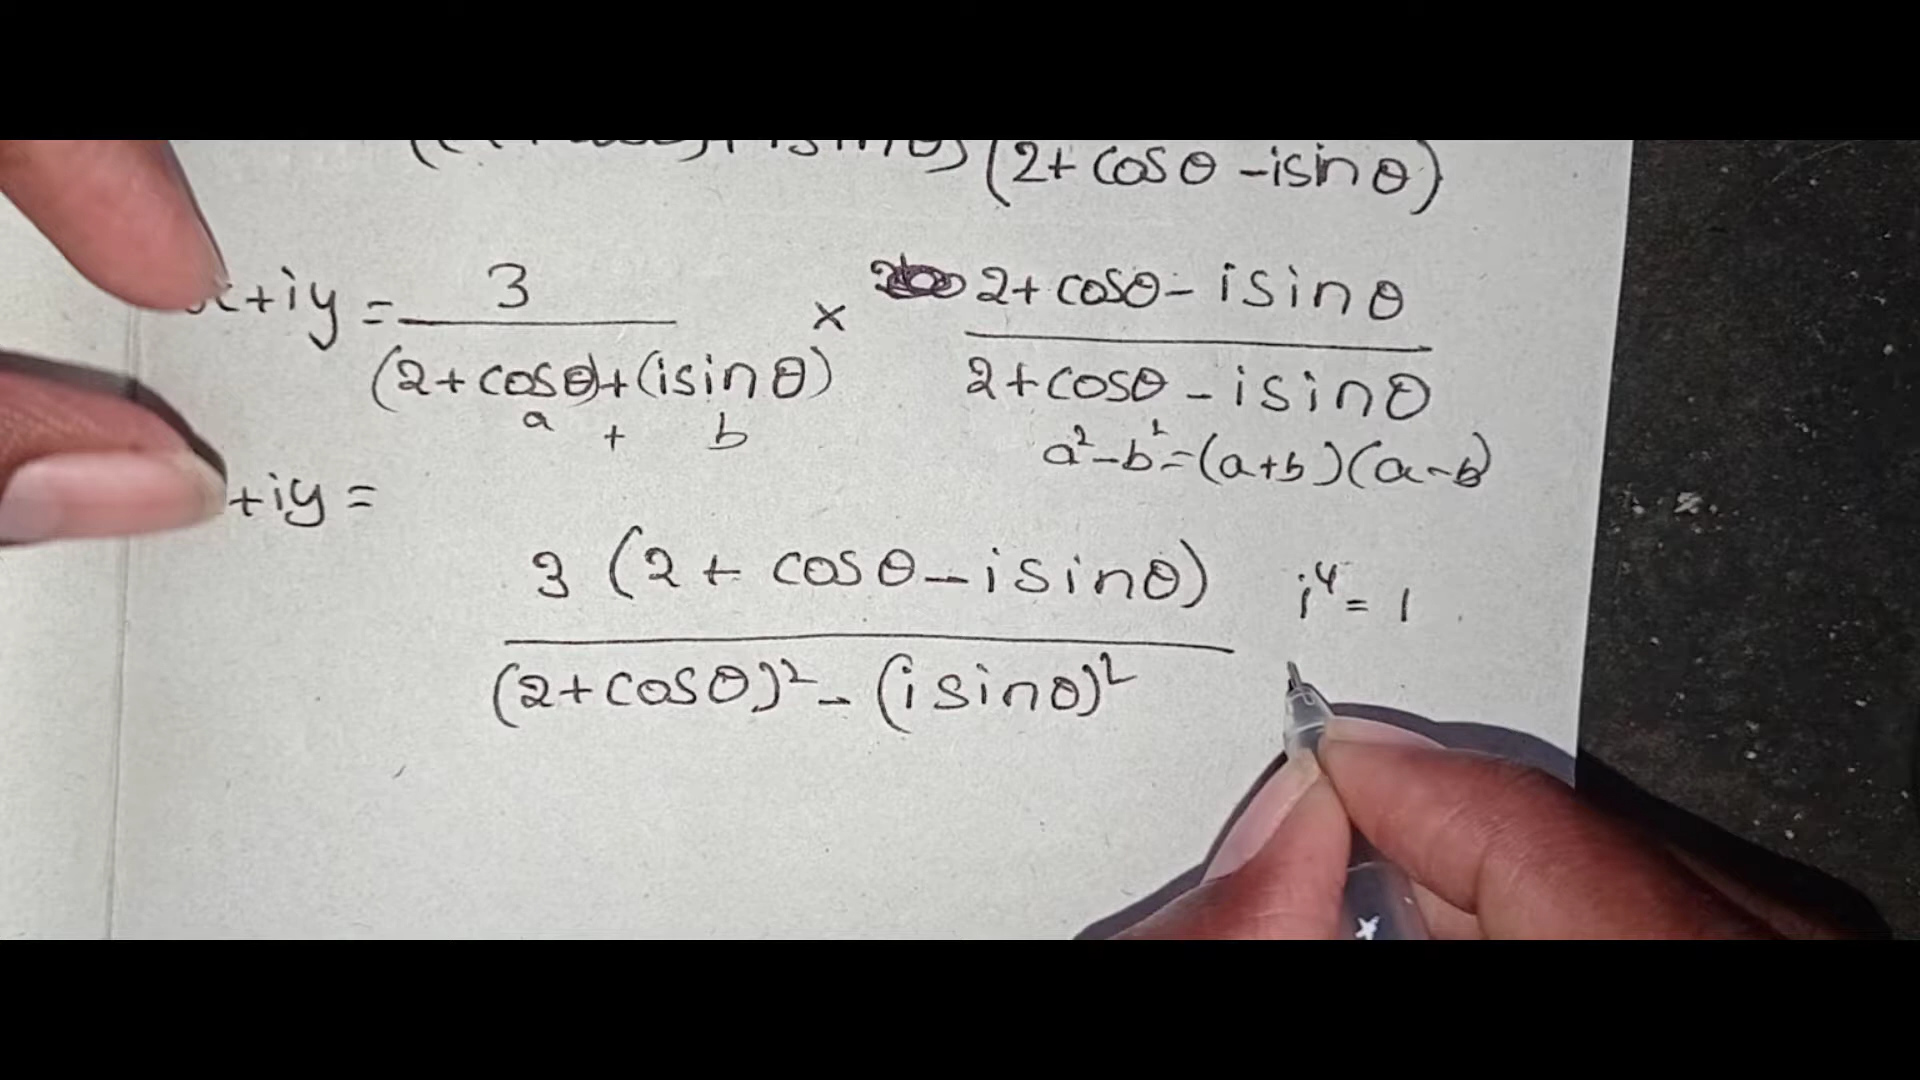 (2+cosθ-isinθ)
+iy = 3 / (2+cosθ)+(isinθ) × 2+cosθ-isinθ / 2+cosθ-isinθ
a + b
a²-b²=(a+b)(a-b)
+iy =
3(2+cosθ-isinθ) / (2+cosθ)²-(isinθ)²
i⁴=1